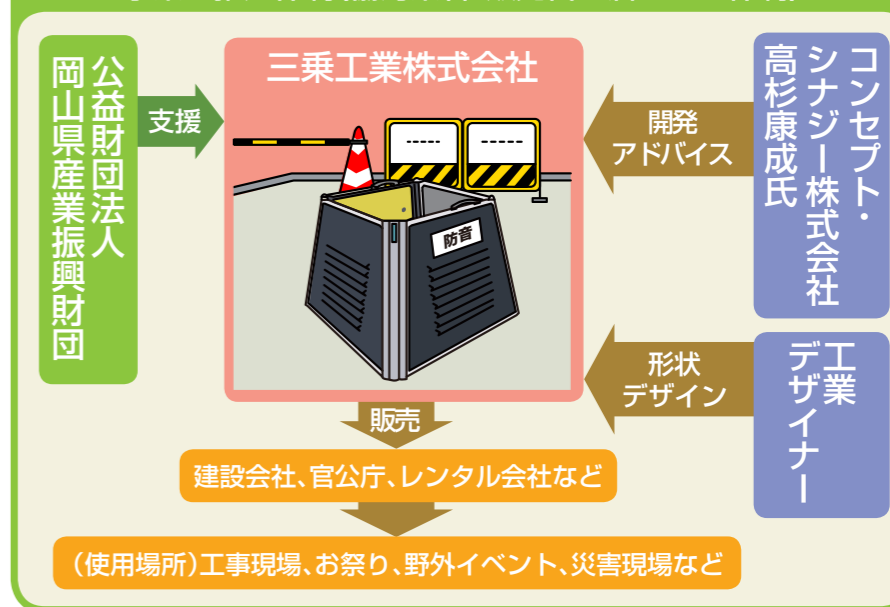 公益財団法人
岡山県産業振興財団
支援
三乗工業株式会社
防音
開発
アドバイス
コンセプト・
シナジー株式会社
高杉康成氏
形状
デザイン
工業
デザイナー
販売
建設会社、官公庁、レンタル会社など
(使用場所)工事現場、お祭り、野外イベント、災害現場など